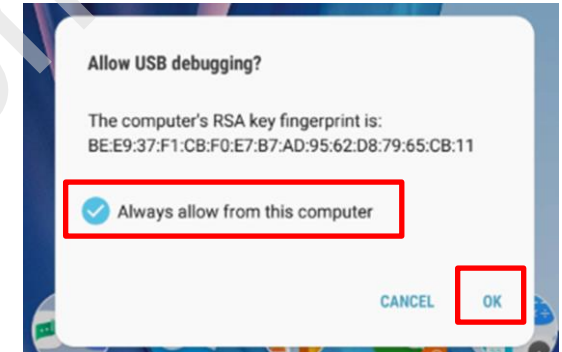 Allow USB debugging?
The computer's RSA key fingerprint is:
BE:E9:37:F1:CB:F0:E7:B7:AD:95:62:D8:79:65:CB:11
Always allow from this computer
CANCEL OK